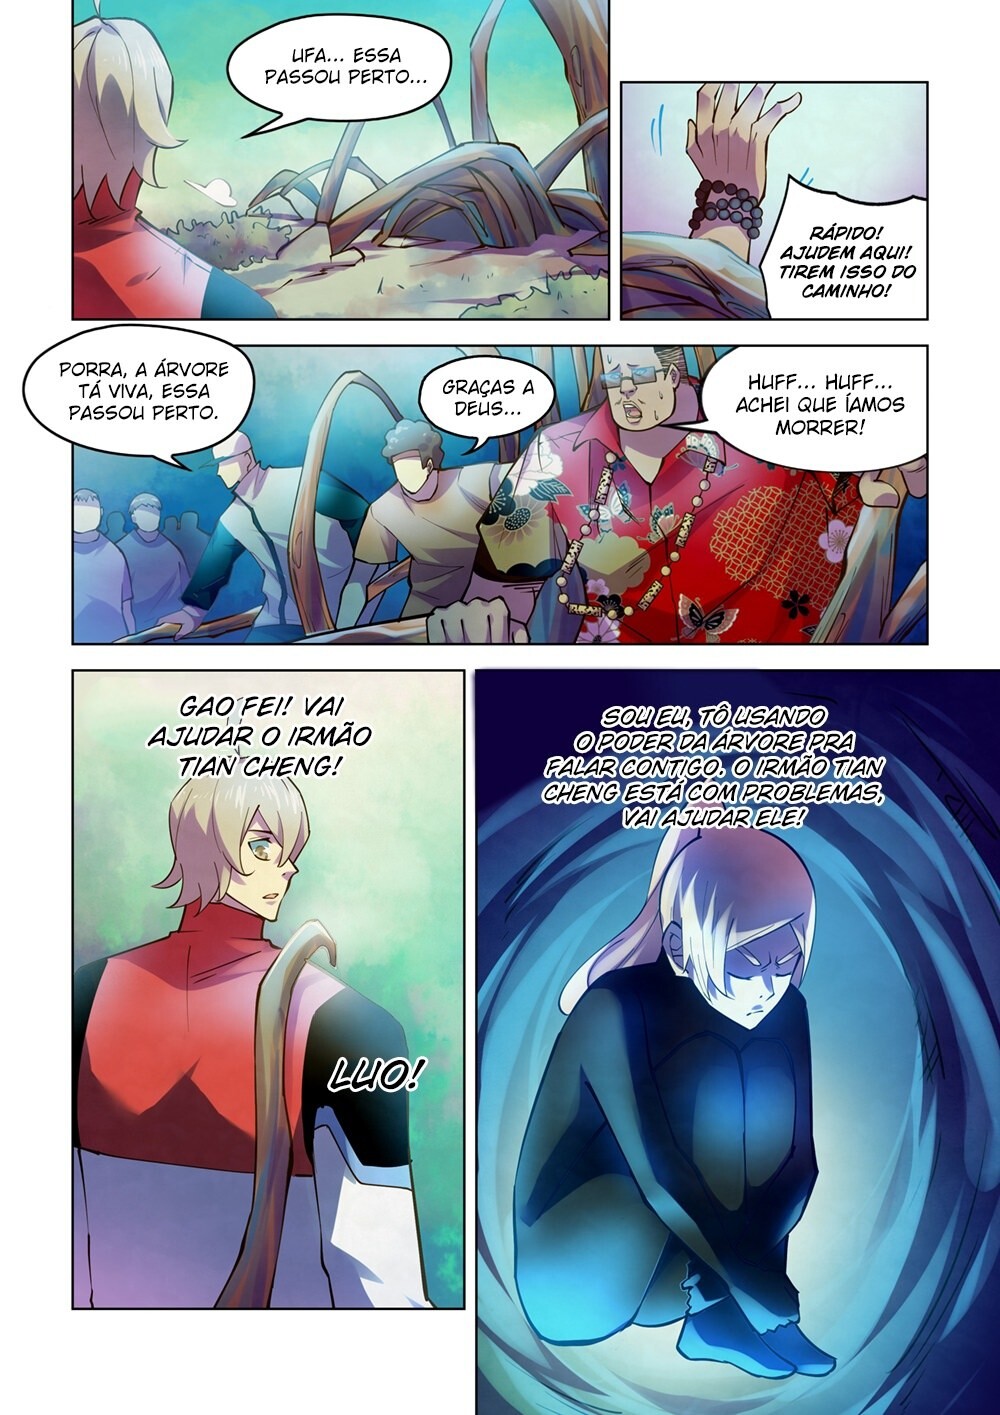 UFA... ESSA
PASSOU PERTO...
RÁPIDO!
AJUDEM AQUI!
TIREM ISSO DO
CAMINHO!
PORRA, A ÁRVORE
TÁ VIVA, ESSA
PASSOU PERTO.
GRAÇAS A
DEUS...
HUFF... HUFF...
ACHEI QUE ÍAMOS
MORRER!
GAO FEI! VAI
AJUDAR O IRMÃO
TIAN CHENG!
LUO!
SOU EU, TÔ USANDO
O PODER DA ÁRVORE PRA
FALAR CONTIGO. O IRMÃO TIAN
CHENG ESTÁ COM PROBLEMAS,
VAI AJUDAR ELE!